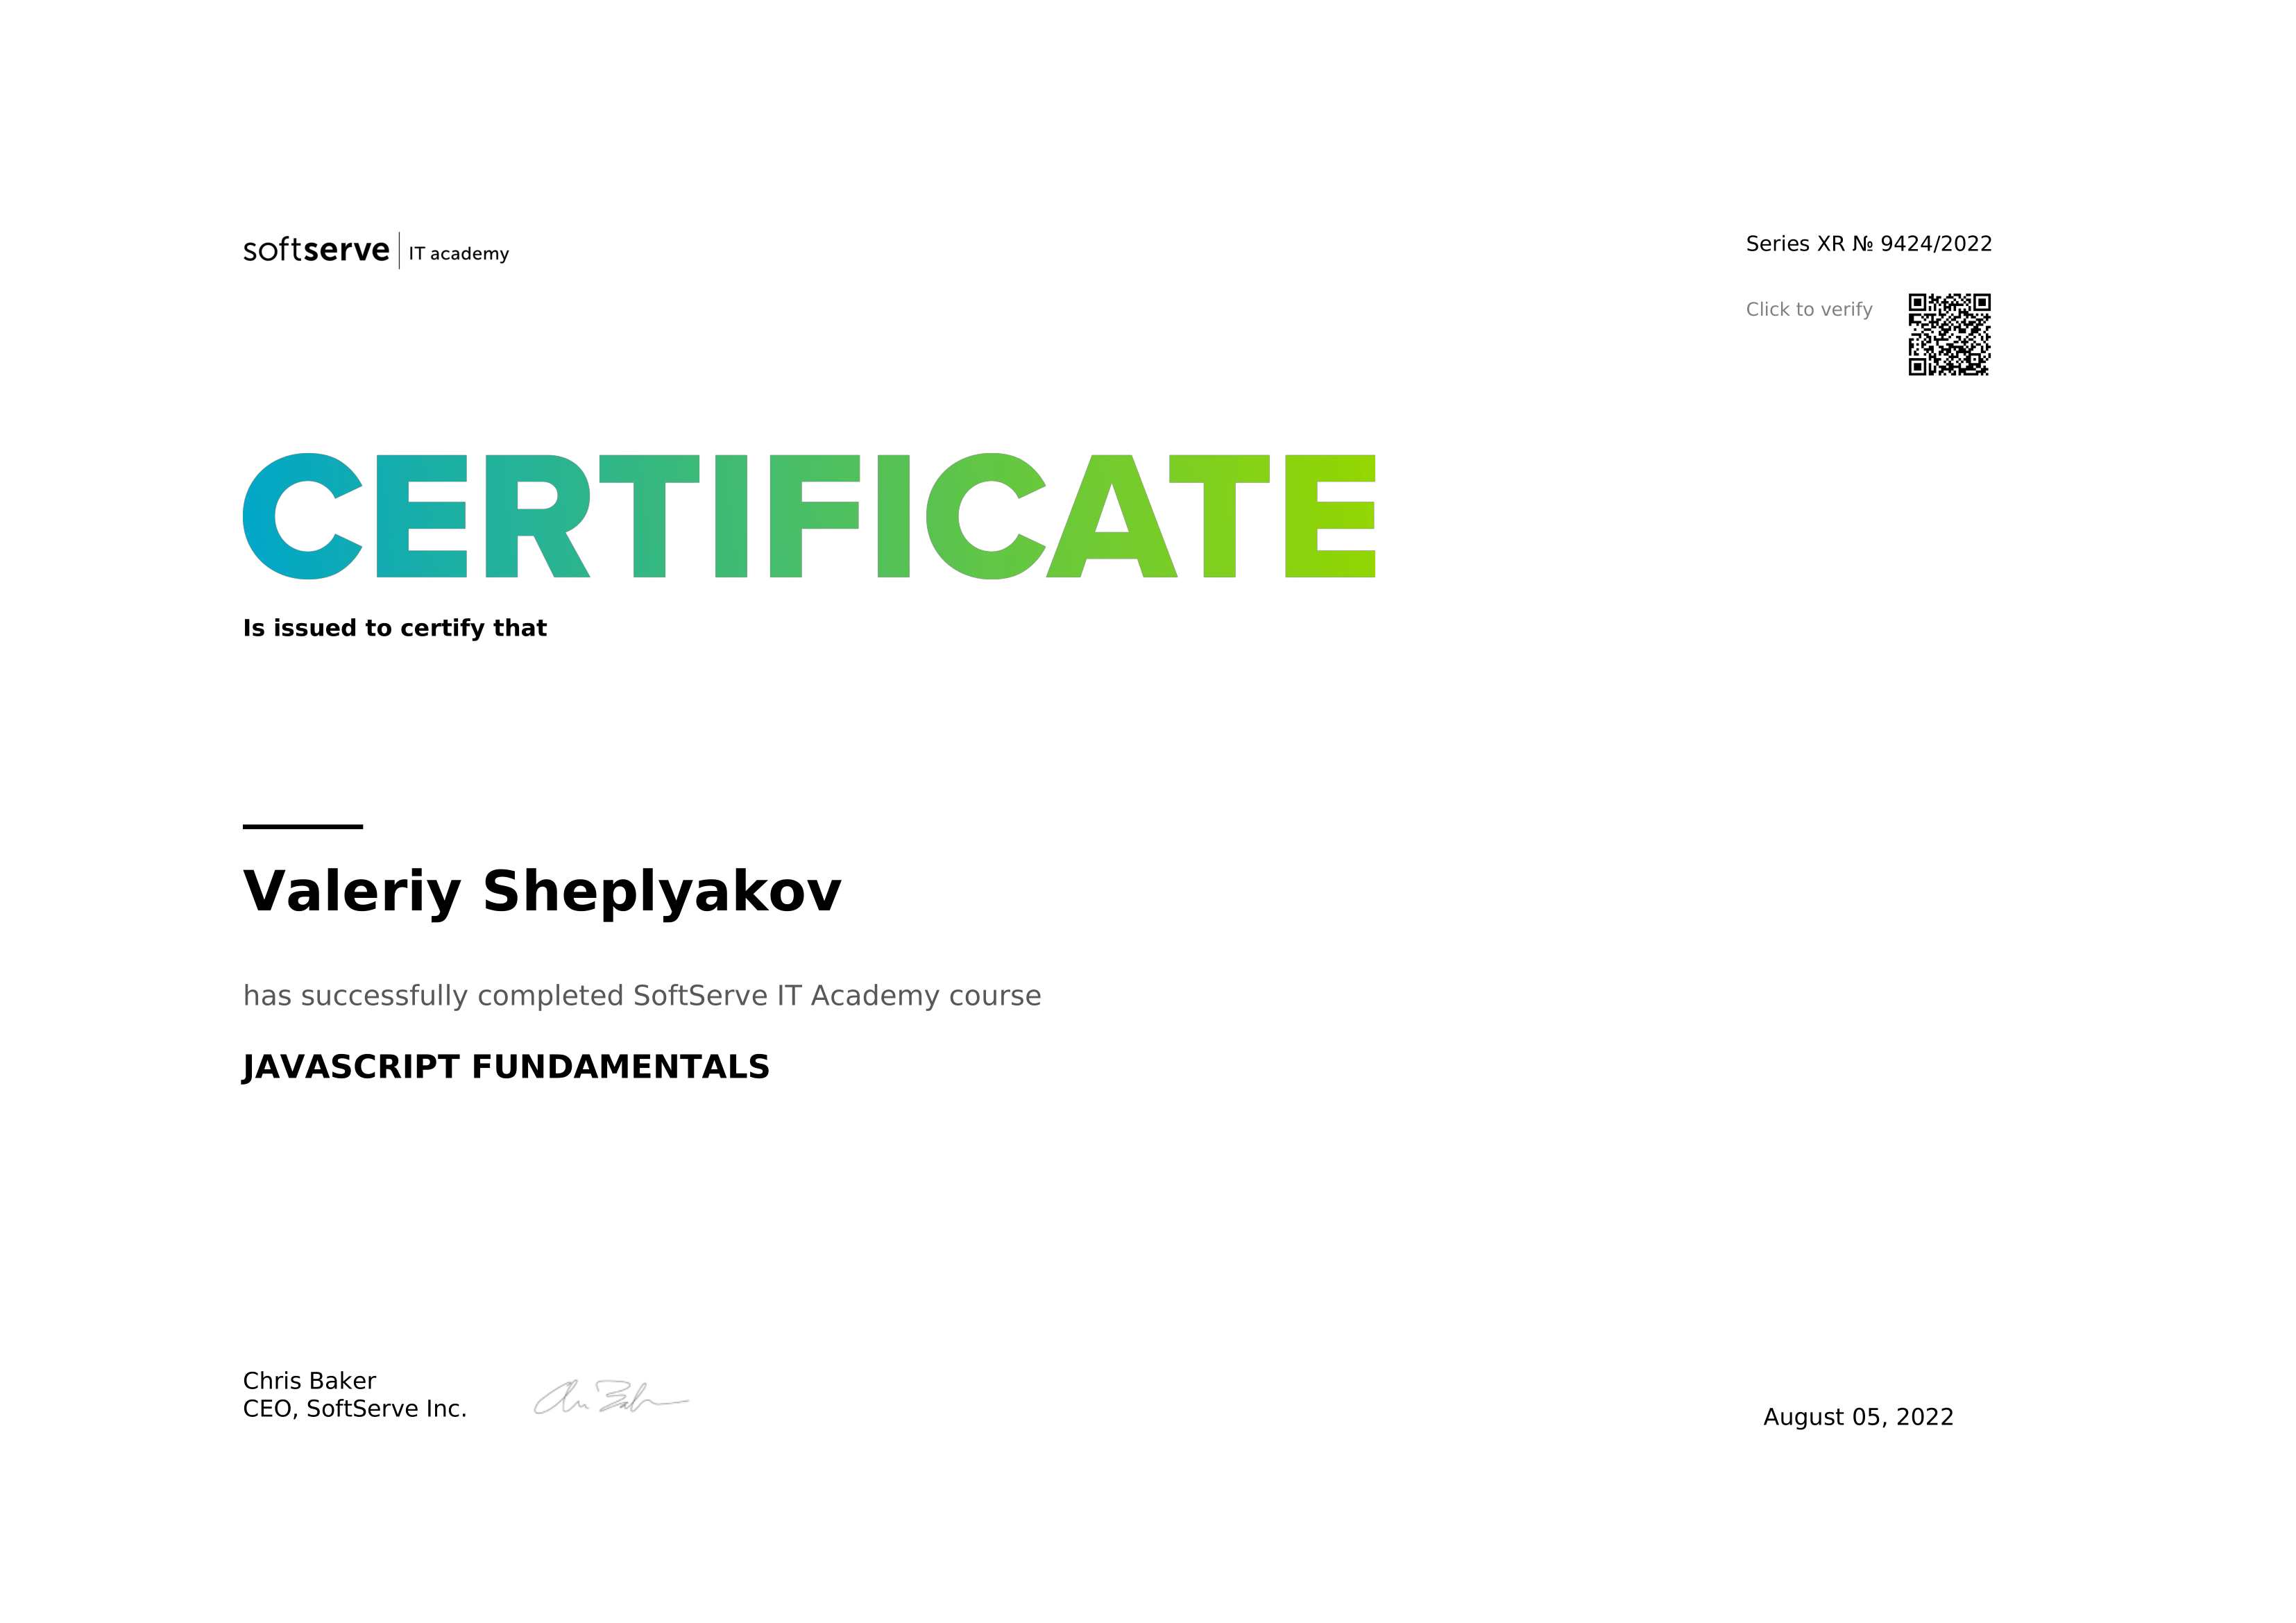 softserve IT academy
Series XR № 9424/2022
Click to verify
CERTIFICATE
Is issued to certify that
Valeriy Sheplyakov
has successfully completed SoftServe IT Academy course
JAVASCRIPT FUNDAMENTALS
Chris Baker
CEO, SoftServe Inc.
August 05, 2022